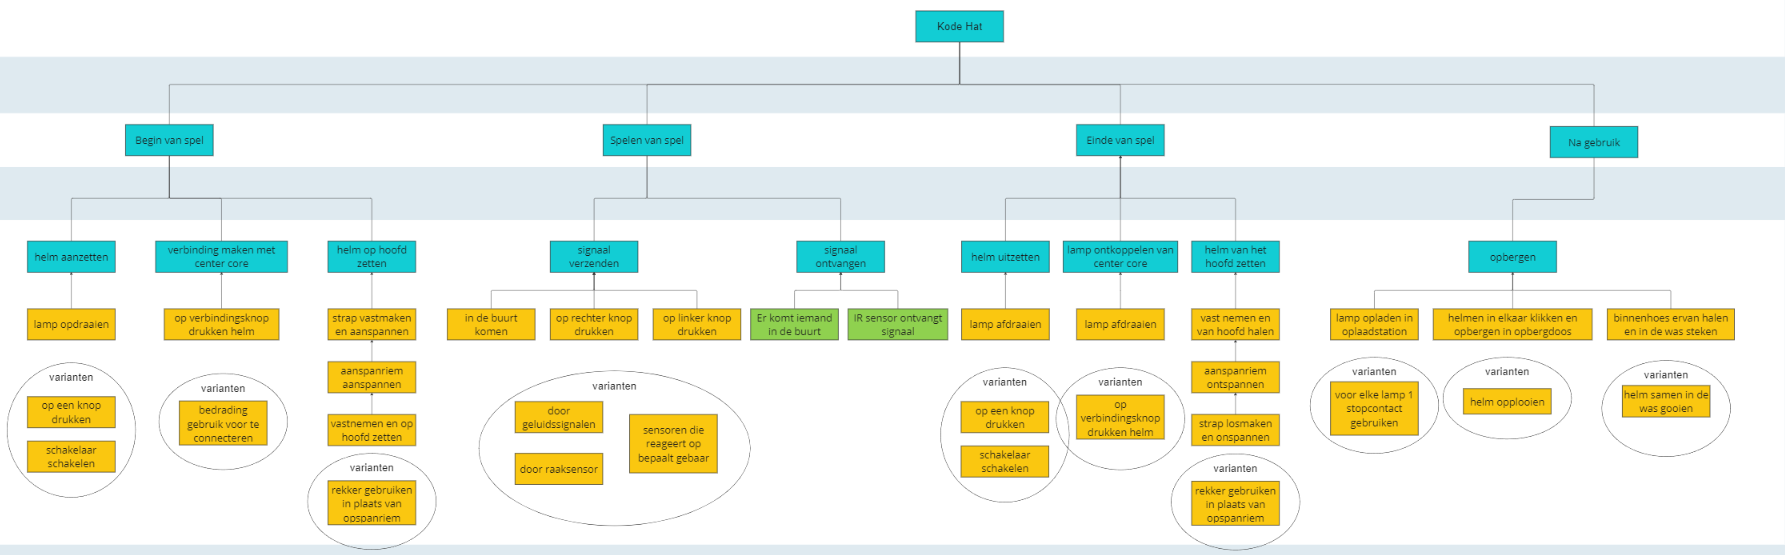 Kode Hat
Begin van spel
Spelen van spel
Einde van spel
Na gebruik
helm aanzetten
verbinding maken met
center core
helm op hoofd
zetten
signaal
verzenden
signaal
ontvangen
helm uitzetten
lamp ontkoppelen van
center core
helm van het
hoofd zetten
opbergen
lamp opdraaien
op verbindingsknop
drukken helm
strap vastmaken
en aanspannen
in de buurt
komen
op rechter knop
drukken
op linker knop
drukken
Er komt iemand
in de buurt
IR sensor ontvangt
signaal
lamp afdraaien
lamp afdraaien
vast nemen en
van hoofd halen
lamp opladen in
oplaadstation
helmen in elkaar klikken en
opbergen in opbergdoos
binnenhoes ervan halen
en in de was steken
aanspanriem
aanspannen
vastnemen en op
hoofd zetten
aanspanriem
ontspannen
strap losmaken
en onspannen
varianten
op een knop
drukken
schakelaar
schakelen
varianten
bedrading
gebruik voor te
connecteren
varianten
rekker gebruiken
in plaats van
opspanriem
varianten
door
geluidssignalen
door raaksensor
sensoren die
reageert op
bepaalt gebaar
varianten
op een knop
drukken
schakelaar
schakelen
varianten
op
verbindingsknop
drukken helm
varianten
rekker gebruiken
in plaats van
opspanriem
varianten
voor elke lamp 1
stopcontact
gebruiken
varianten
helm opplooien
varianten
helm samen in de
was gooien